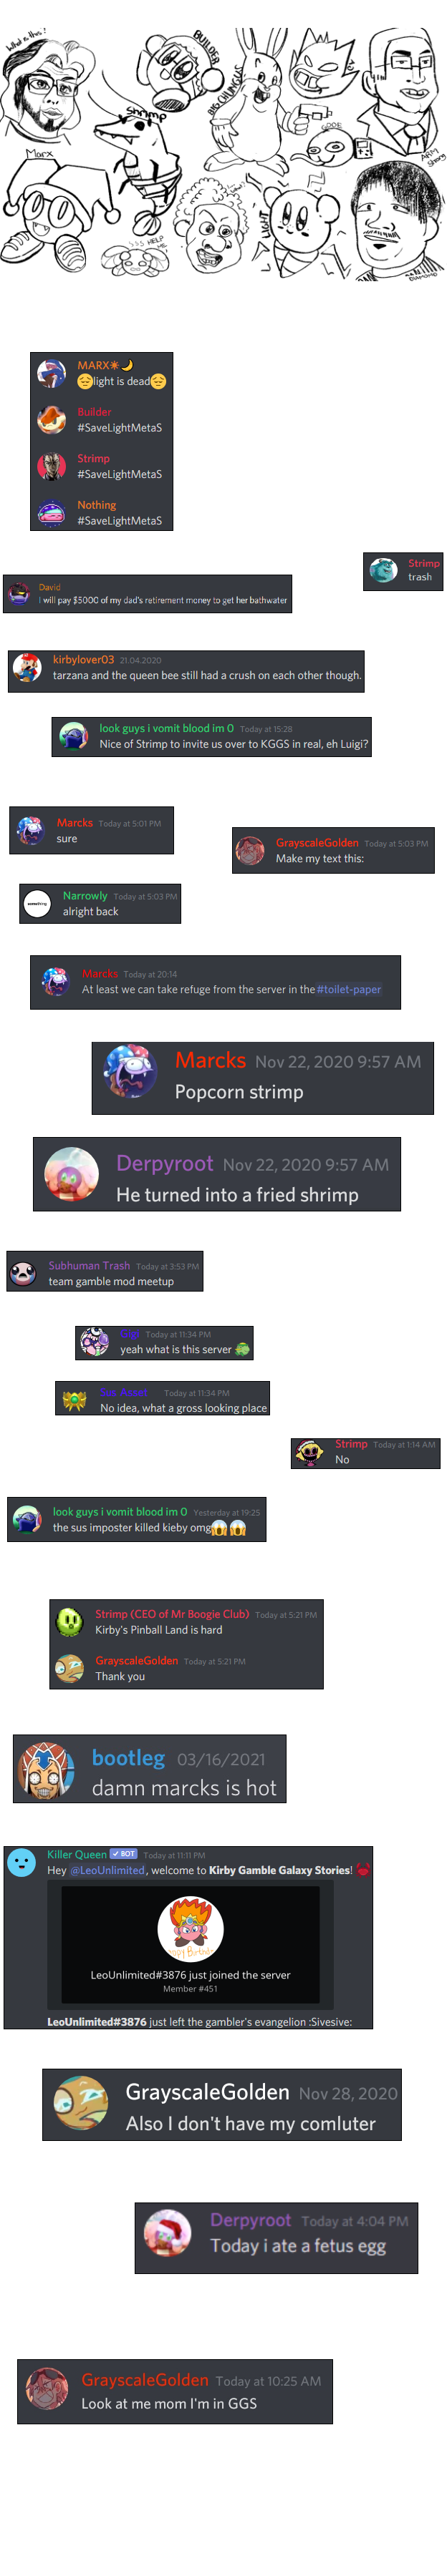 What is this?
BUILDER
BIG CHUNGUS
shrimp
GOOE
Marx
ARM
Strong
SSS HELP
ME
LIGHT
DIAMOND
MARX☀🌙
😔light is dead😔
Builder
#SaveLightMetaS
Strimp
#SaveLightMetaS
Nothing
#SaveLightMetaS
Strimp
trash
David
I will pay $5000 of my dad's retirement money to get her bathwater
kirbylover03 21.04.2020
tarzana and the queen bee still had a crush on each other though.
look guys i vomit blood im 0 Today at 15:28
Nice of Strimp to invite us over to KGGS in real, eh Luigi?
Marcks Today at 5:01 PM
sure
GrayscaleGolden Today at 5:03 PM
Make my text this:
Narrowly Today at 5:03 PM
something
alright back
Marcks Today at 20:14
At least we can take refuge from the server in the #toilet-paper
Marcks Nov 22, 2020 9:57 AM
Popcorn strimp
Derpyroot Nov 22, 2020 9:57 AM
He turned into a fried shrimp
Subhuman Trash Today at 3:53 PM
team gamble mod meetup
Today at 11:34 PM
yeah what is this server
Today at 11:34 PM
No idea, what a gross looking place
Strimp Today at 1:14 AM
No
look guys i vomit blood im 0 Yesterday at 19:25
the sus imposter killed kieby omg😱😱
Strimp (CEO of Mr Boogie Club) Today at 5:21 PM
Kirby's Pinball Land is hard
GrayscaleGolden Today at 5:21 PM
Thank you
bootleg 03/16/2021
damn marcks is hot
Killer Queen ✓ BOT Today at 11:11 PM
Hey @LeoUnlimited, welcome to Kirby Gamble Galaxy Stories! 🦀
Happy Birthday
LeoUnlimited#3876 just joined the server
Member #451
LeoUnlimited#3876 just left the gambler's evangelion :Sivesive:
GrayscaleGolden Nov 28, 2020
Also I don't have my comluter
Derpyroot Today at 4:04 PM
Today i ate a fetus egg
GrayscaleGolden Today at 10:25 AM
Look at me mom I'm in GGS